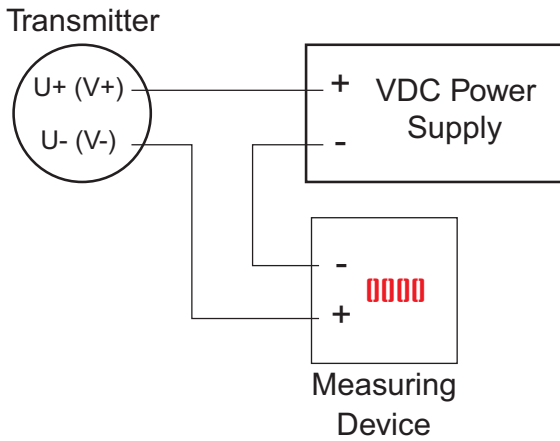 Transmitter
U+ (V+)
U- (V-)
+
-
VDC Power
Supply
-
+
0000
Measuring
Device